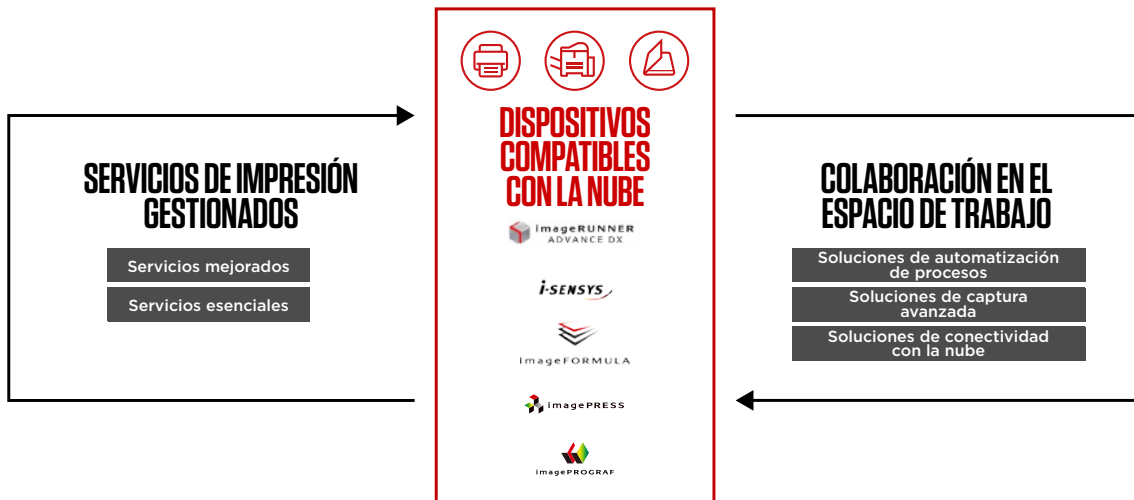 SERVICIOS DE IMPRESIÓN
GESTIONADOS
Servicios mejorados
Servicios esenciales
DISPOSITIVOS
COMPATIBLES
CON LA NUBE
imageRUNNER
ADVANCE DX
i-SENSYS
imageFORMULA
imagePRESS
imagePROGRAF
COLABORACIÓN EN EL
ESPACIO DE TRABAJO
Soluciones de automatización
de procesos
Soluciones de captura
avanzada
Soluciones de conectividad
con la nube